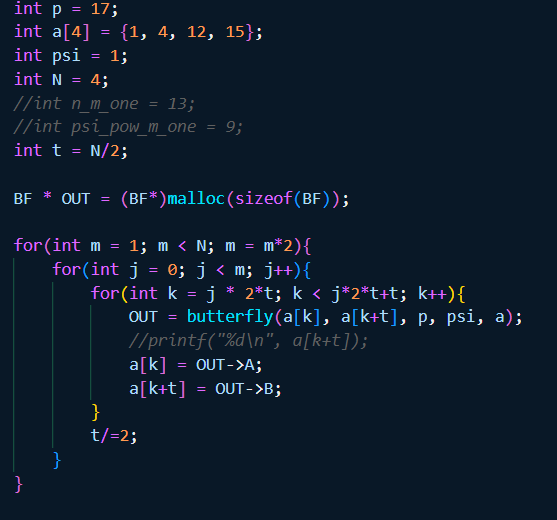 int p = 17;
int a[4] = {1, 4, 12, 15};
int psi = 1;
int N = 4;
//int n_m_one = 13;
//int psi_pow_m_one = 9;
int t = N/2;

BF * OUT = (BF*)malloc(sizeof(BF));

for(int m = 1; m < N; m = m*2){
    for(int j = 0; j < m; j++){
        for(int k = j * 2*t; k < j*2*t+t; k++){
            OUT = butterfly(a[k], a[k+t], p, psi, a);
            //printf("%d\n", a[k+t]);
            a[k] = OUT->A;
            a[k+t] = OUT->B;
        }
        t/=2;
    }
}